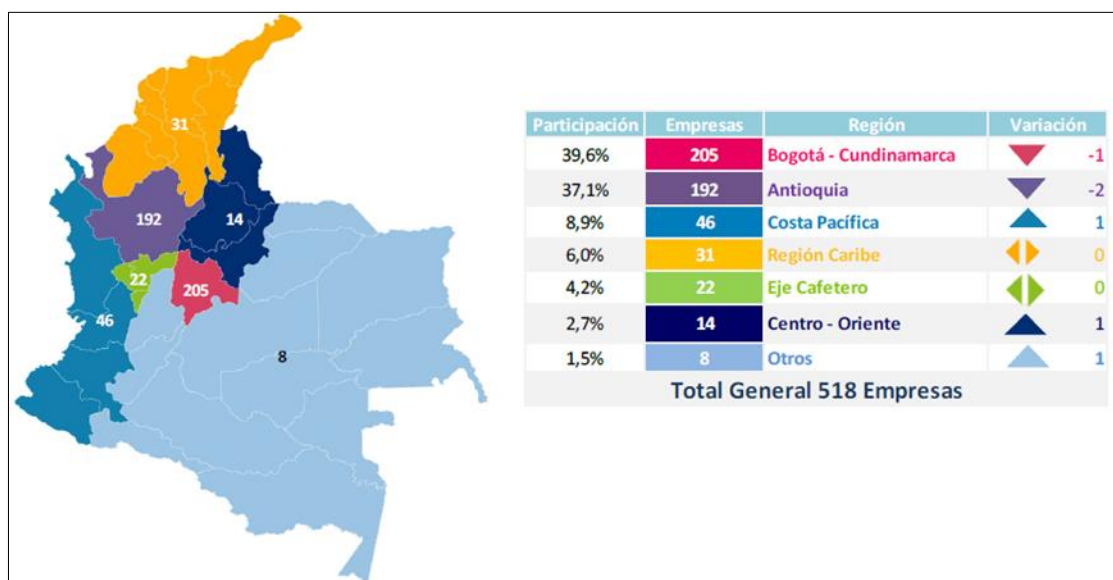 31
192
14
22
205
46
8
Participación Empresas Región Variación
39,6% 205 Bogotá - Cundinamarca -1
37,1% 192 Antioquia -2
8,9% 46 Costa Pacífica 1
6,0% 31 Región Caribe 0
4,2% 22 Eje Cafetero 0
2,7% 14 Centro - Oriente 1
1,5% 8 Otros 1
Total General 518 Empresas